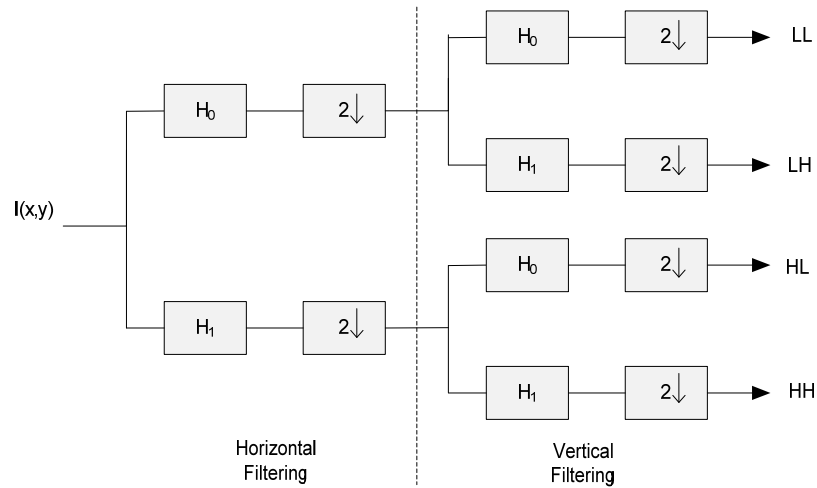 H₀ 2↓ LL
H₀ 2↓
H₁ 2↓ LH
I(x,y)
H₀ 2↓ HL
H₁ 2↓
H₁ 2↓ HH
Horizontal
Filtering
Vertical
Filtering